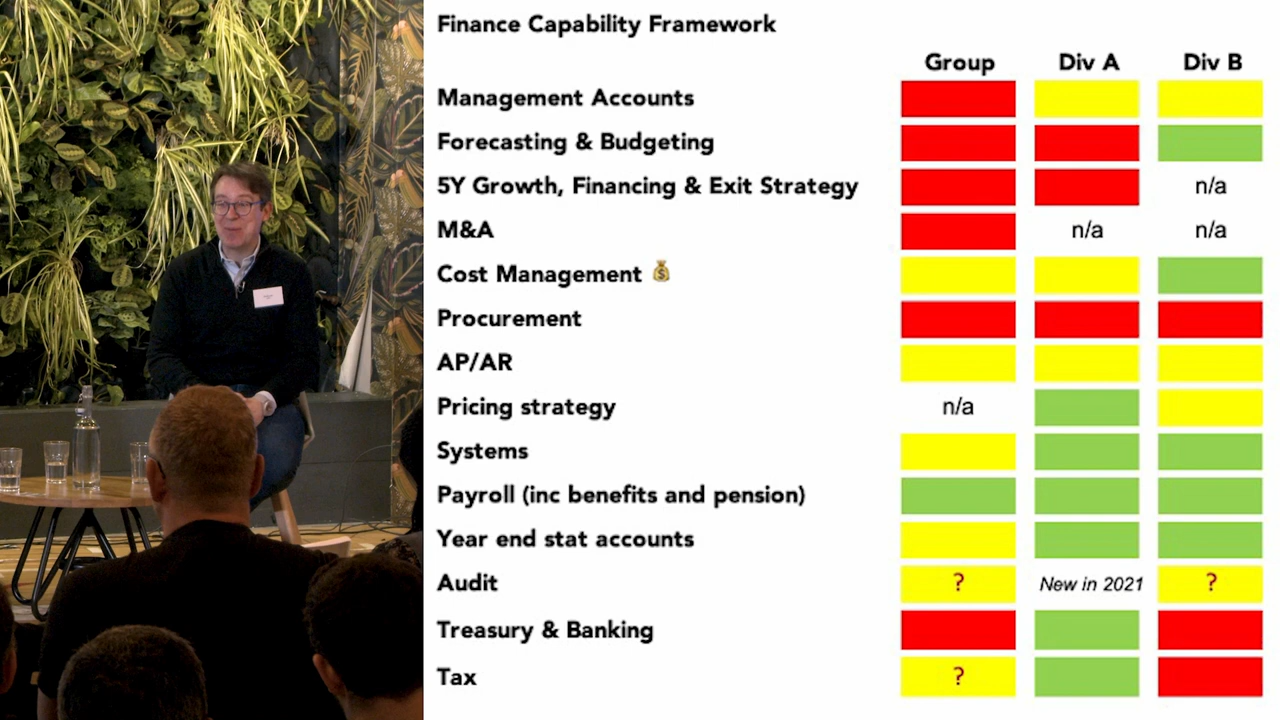 Finance Capability Framework
Group Div A Div B
Management Accounts
Forecasting & Budgeting
5Y Growth, Financing & Exit Strategy n/a
M&A n/a n/a
Cost Management
Procurement
AP/AR
Pricing strategy n/a
Systems
Payroll (inc benefits and pension)
Year end stat accounts
Audit ? New in 2021 ?
Treasury & Banking
Tax ?